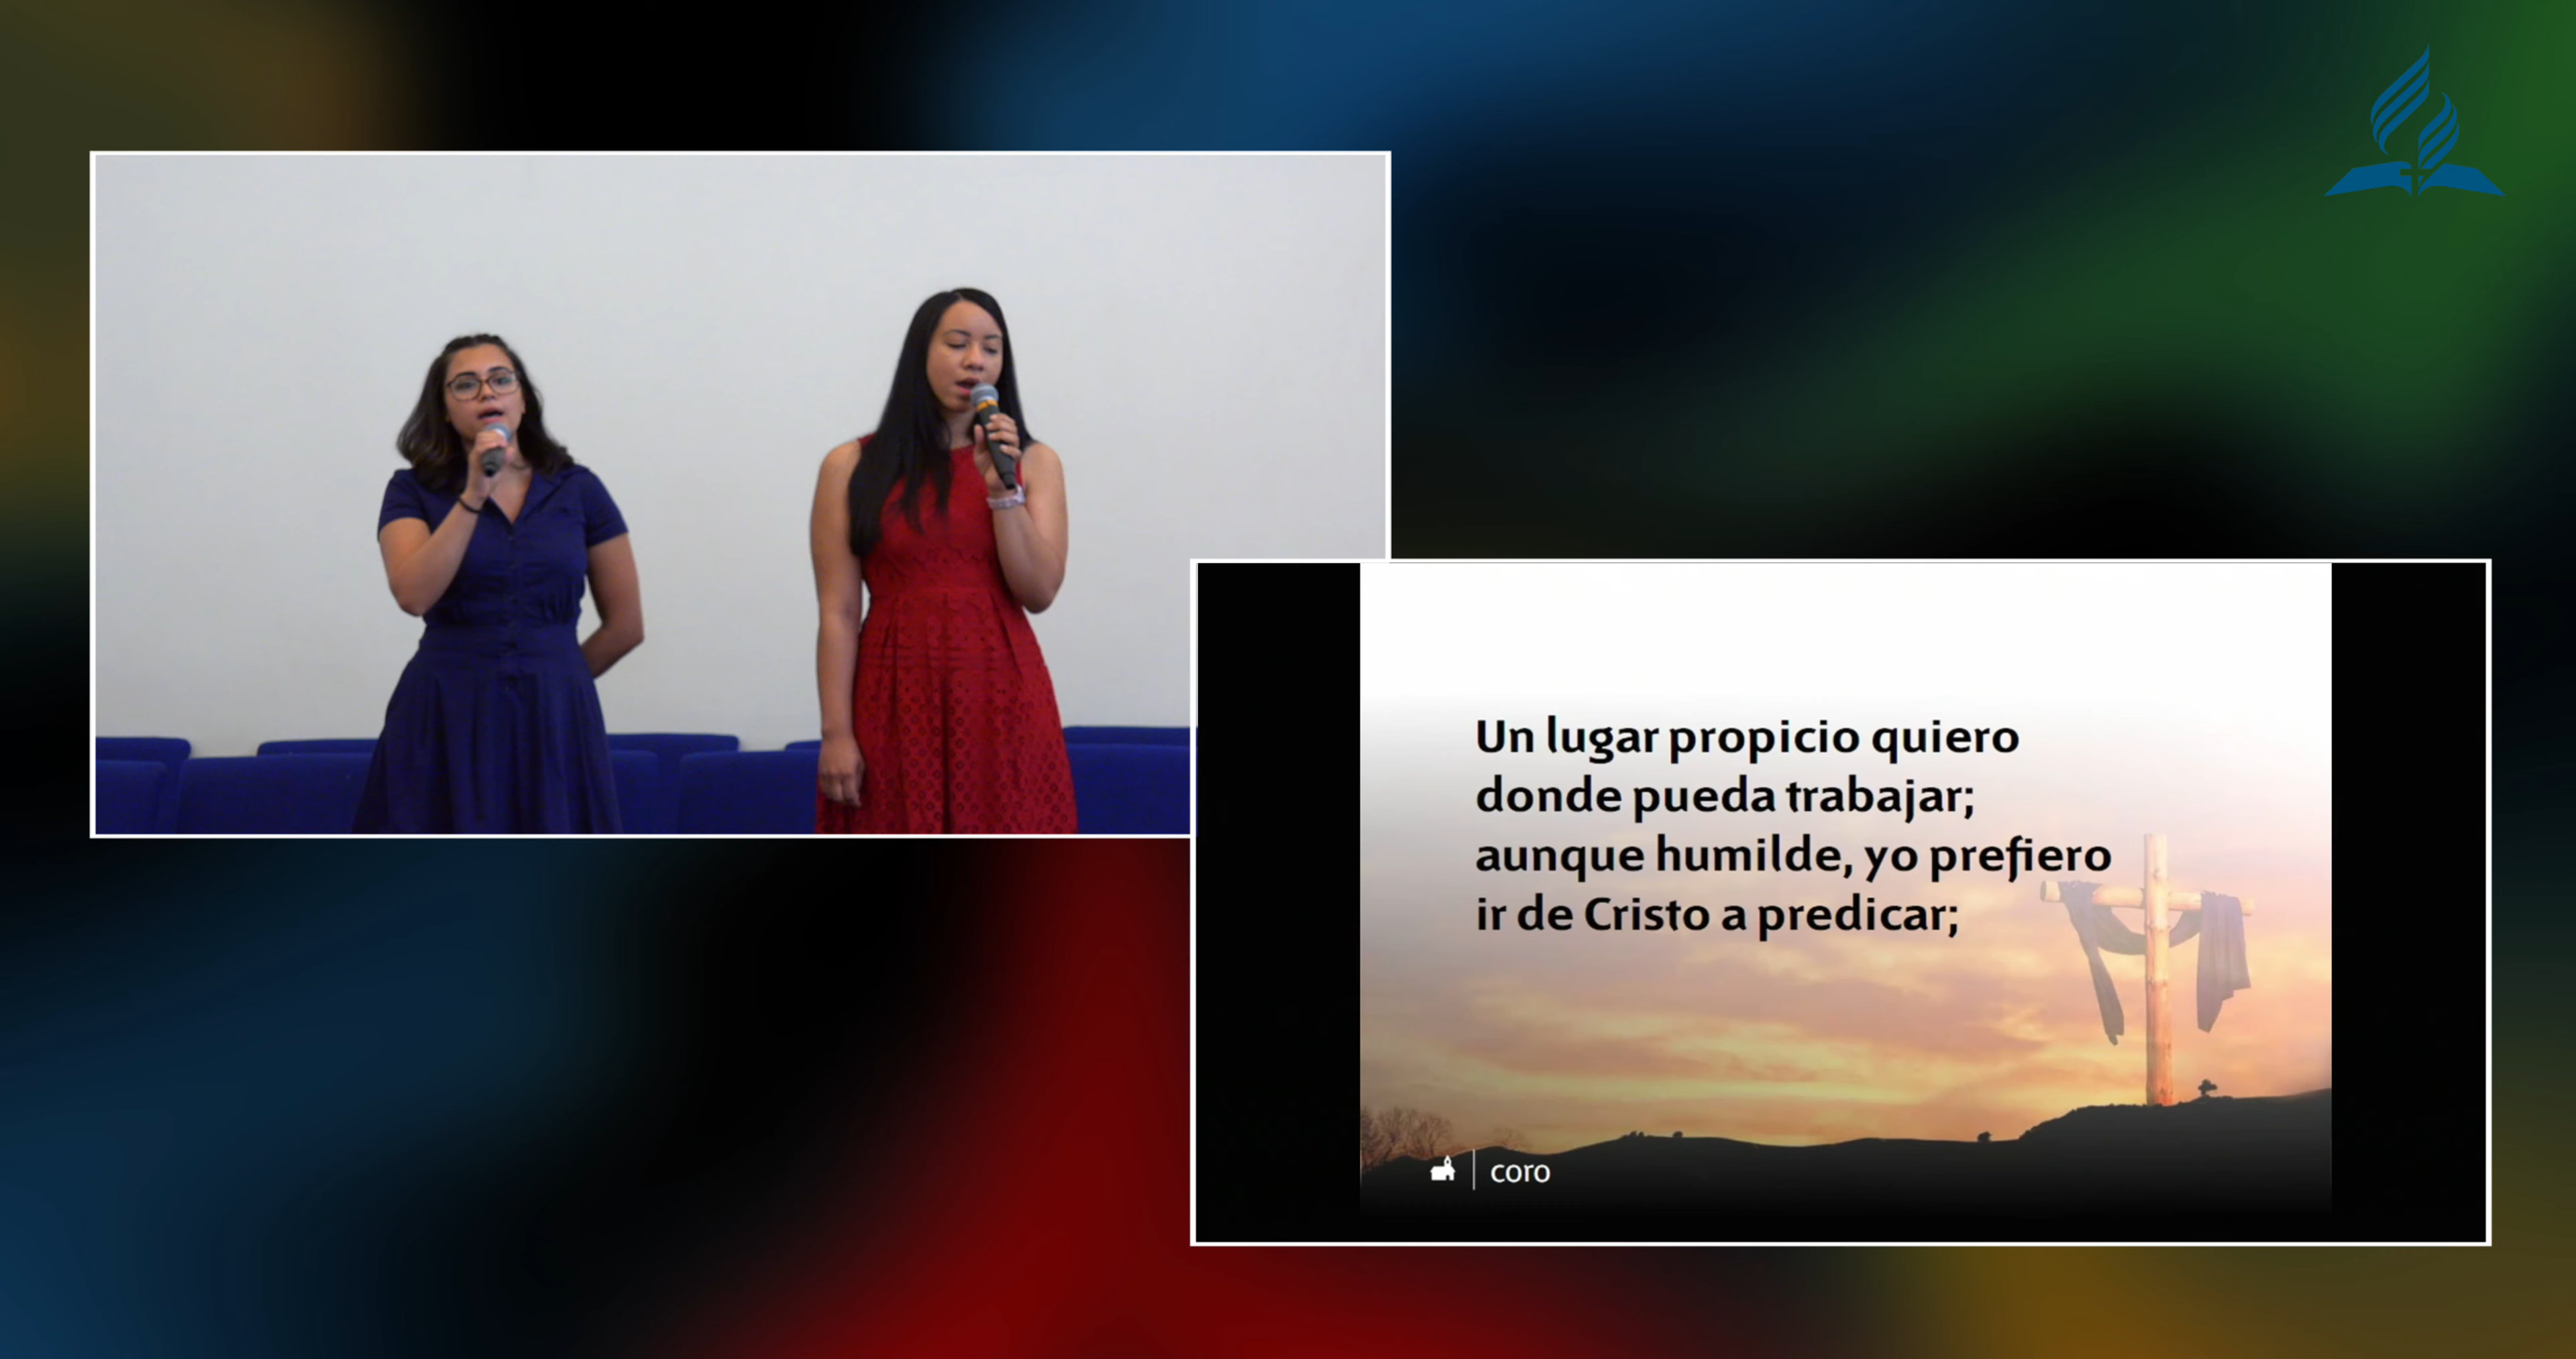 Un lugar propicio quiero
donde pueda trabajar;
aunque humilde, yo prefiero
ir de Cristo a predicar;
coro